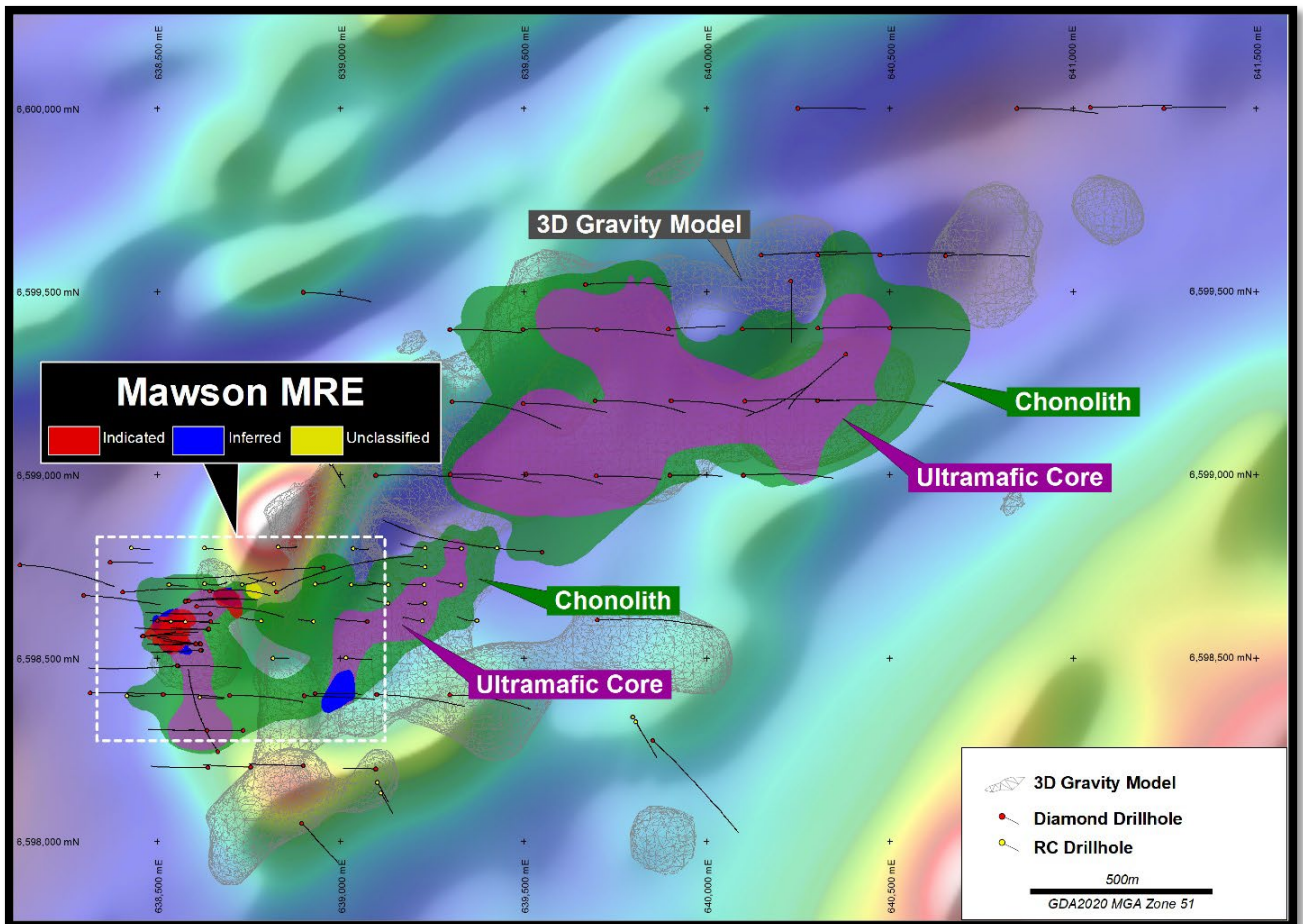 638,500 mE
639,000 mE
639,500 mE
640,000 mE
640,500 mE
641,000 mE
641,500 mE
6,600,000 mN
3D Gravity Model
6,599,500 mN
6,599,500 mN
Mawson MRE
Indicated
Inferred
Unclassified
Chonolith
Ultramafic Core
6,599,000 mN
6,599,000 mN
Chonolith
Ultramafic Core
6,598,500 mN
6,598,500 mN
6,598,000 mN
638,500 mE
639,000 mE
639,500 mE
640,000 mE
640,500 mE
3D Gravity Model
Diamond Drillhole
RC Drillhole
500m
GDA2020 MGA Zone 51